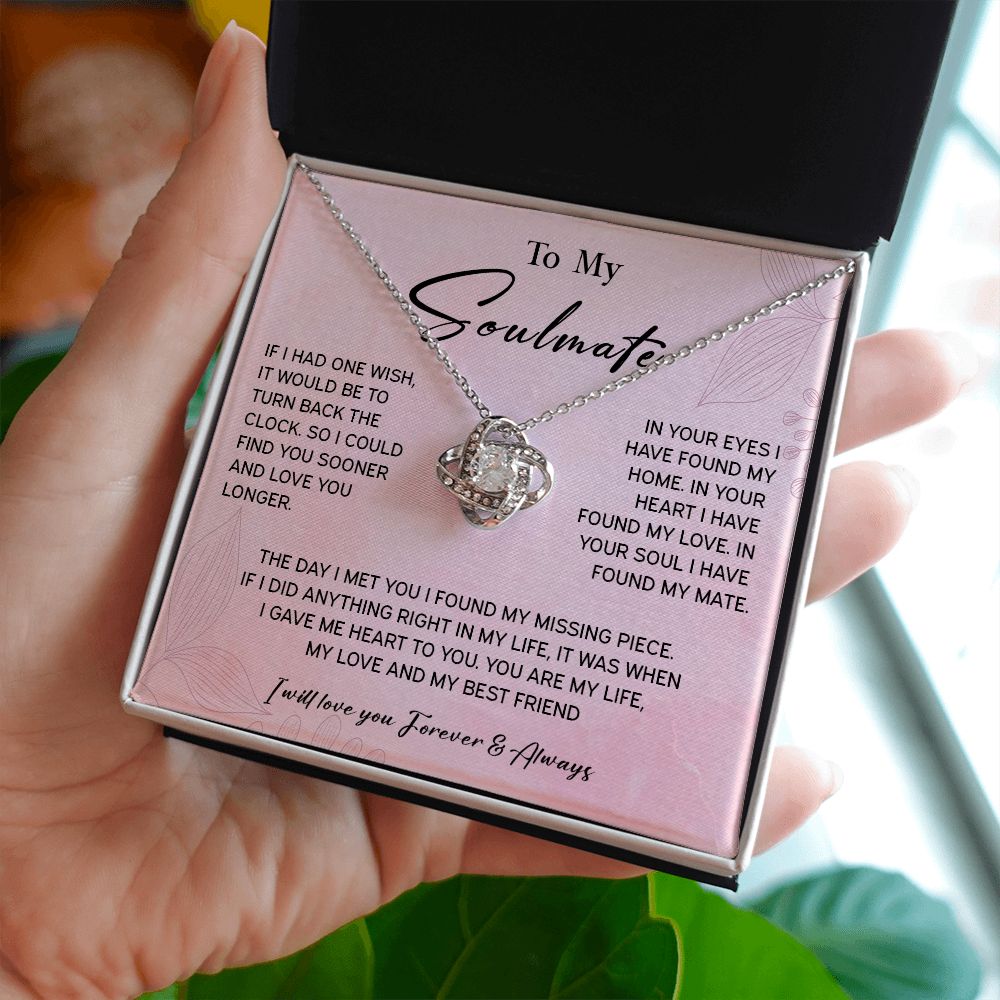 To My
Soulmate
IF I HAD ONE WISH,
IT WOULD BE TO
TURN BACK THE
CLOCK. SO I COULD
FIND YOU SOONER
AND LOVE YOU
LONGER.
IN YOUR EYES I
HAVE FOUND MY
HOME. IN YOUR
HEART I HAVE
FOUND MY LOVE. IN
YOUR SOUL I HAVE
FOUND MY MATE.
THE DAY I MET YOU I FOUND MY MISSING PIECE.
IF I DID ANYTHING RIGHT IN MY LIFE, IT WAS WHEN
I GAVE ME HEART TO YOU. YOU ARE MY LIFE,
MY LOVE AND MY BEST FRIEND
I will love you Forever & Always